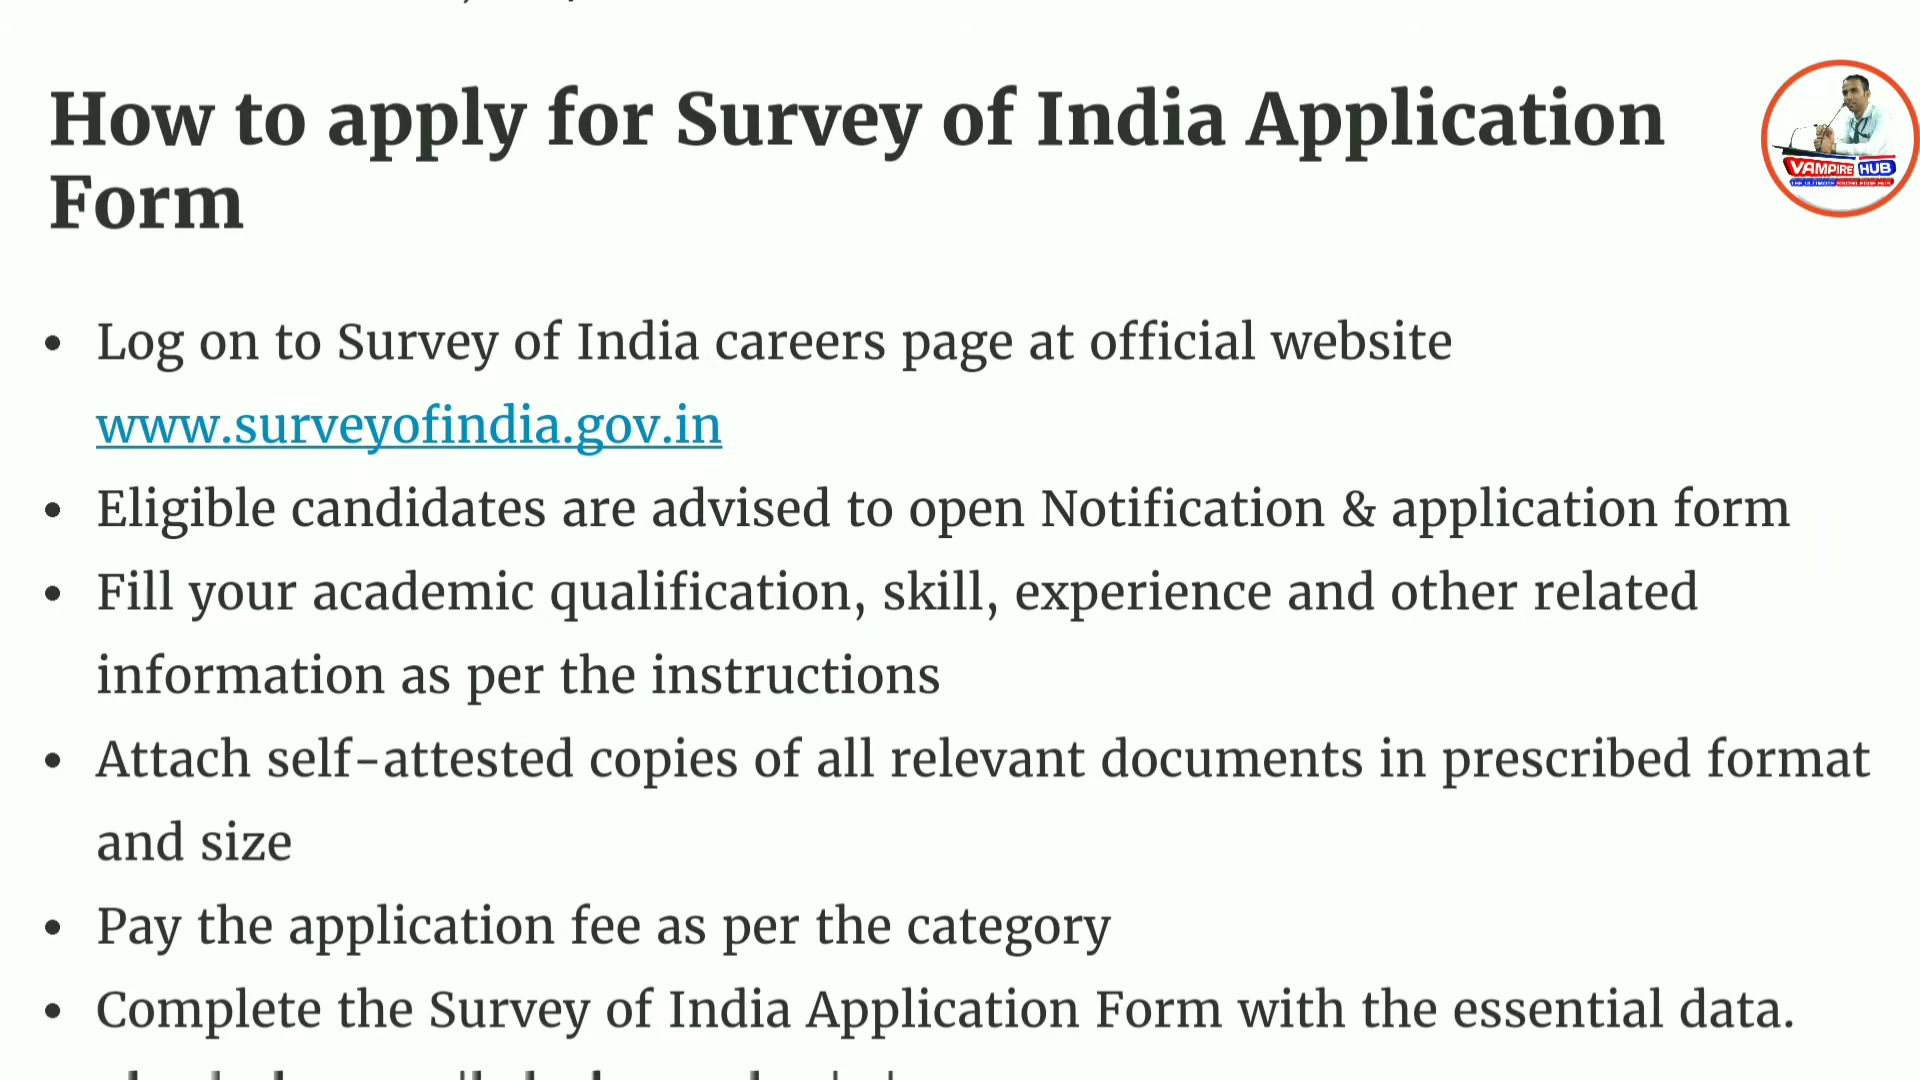 How to apply for Survey of India Application
Form
VAMPIRE HUB
THE ULTIMATE KNOWLEDGE HUB
• Log on to Survey of India careers page at official website
www.surveyofindia.gov.in
• Eligible candidates are advised to open Notification & application form
• Fill your academic qualification, skill, experience and other related
information as per the instructions
• Attach self-attested copies of all relevant documents in prescribed format
and size
• Pay the application fee as per the category
• Complete the Survey of India Application Form with the essential data.